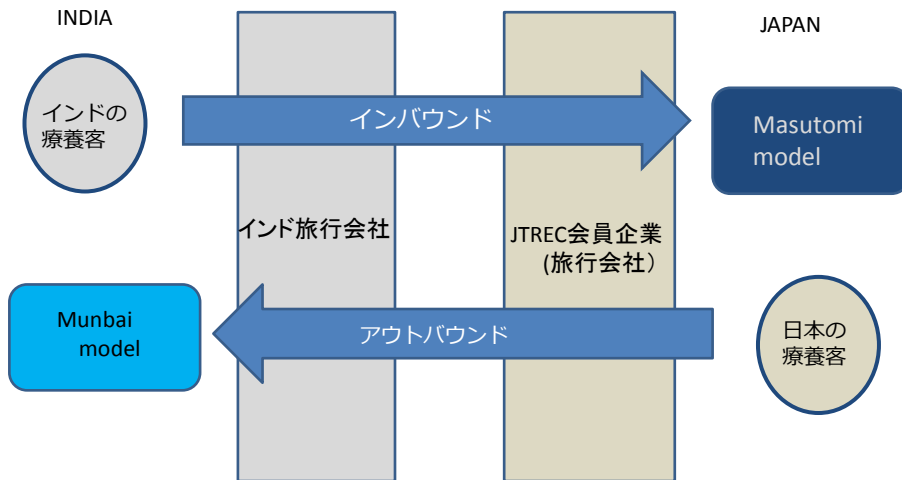 INDIA
JAPAN
インドの
療養客
インバウンド
Masutomi
model
インド旅行会社
JTREC会員企業
(旅行会社）
Munbai
model
アウトバウンド
日本の
療養客